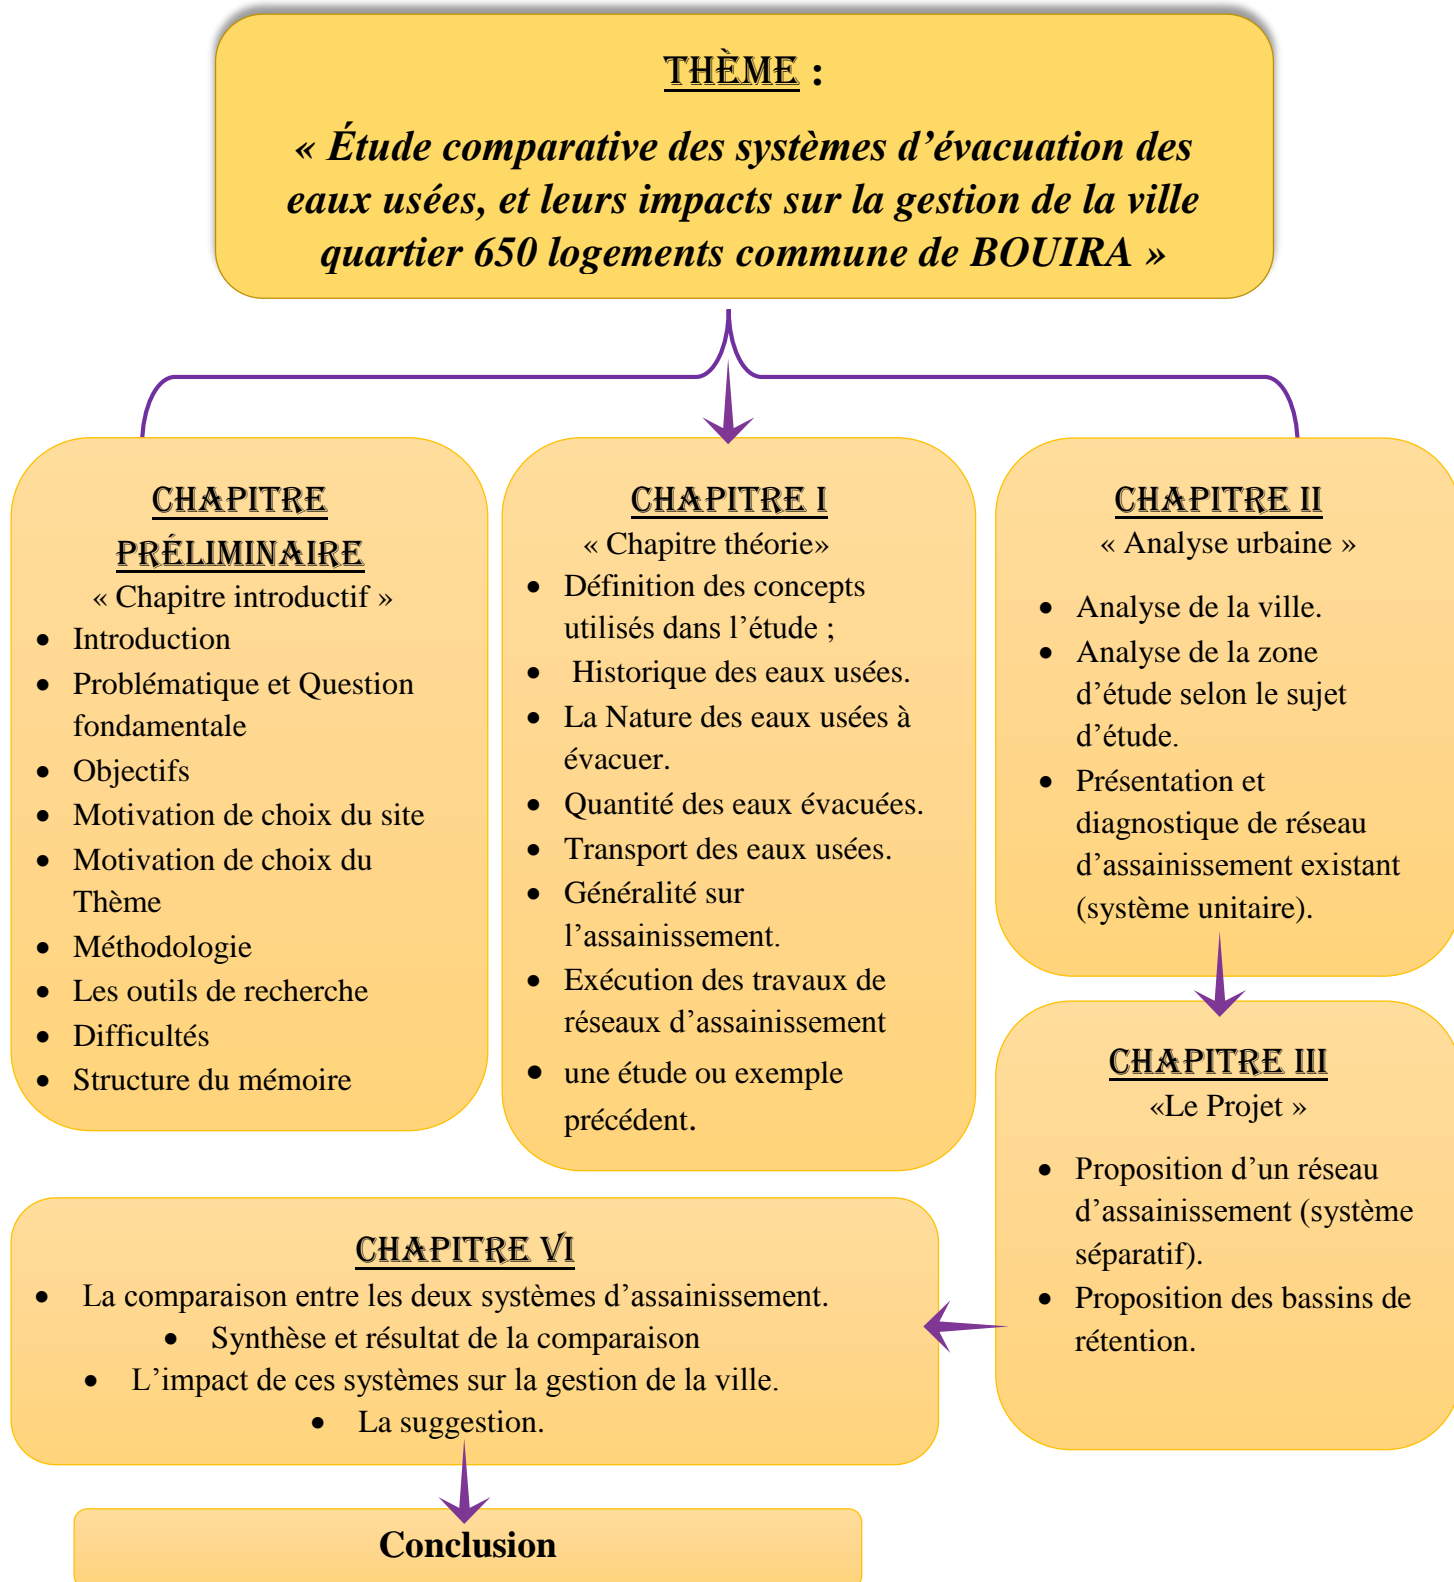 THÈME :
« Étude comparative des systèmes d’évacuation des
eaux usées, et leurs impacts sur la gestion de la ville
quartier 650 logements commune de BOUIRA »
CHAPITRE
PRÉLIMINAIRE
« Chapitre introductif »
• Introduction
• Problématique et Question
fondamentale
• Objectifs
• Motivation de choix du site
• Motivation de choix du
Thème
• Méthodologie
• Les outils de recherche
• Difficultés
• Structure du mémoire
CHAPITRE I
« Chapitre théorie»
• Définition des concepts
utilisés dans l’étude ;
• Historique des eaux usées.
• La Nature des eaux usées à
évacuer.
• Quantité des eaux évacuées.
• Transport des eaux usées.
• Généralité sur
l’assainissement.
• Exécution des travaux de
réseaux d’assainissement
• une étude ou exemple
précédent.
CHAPITRE II
« Analyse urbaine »
• Analyse de la ville.
• Analyse de la zone
d’étude selon le sujet
d’étude.
• Présentation et
diagnostique de réseau
d’assainissement existant
(système unitaire).
CHAPITRE III
«Le Projet »
• Proposition d’un réseau
d’assainissement (système
séparatif).
• Proposition des bassins de
rétention.
CHAPITRE VI
• La comparaison entre les deux systèmes d’assainissement.
• Synthèse et résultat de la comparaison
• L’impact de ces systèmes sur la gestion de la ville.
• La suggestion.
Conclusion